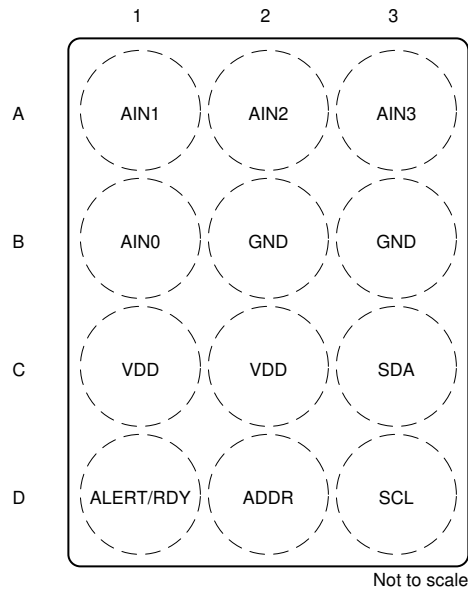 1 2 3
A AIN1 AIN2 AIN3
B AIN0 GND GND
C VDD VDD SDA
D ALERT/RDY ADDR SCL
Not to scale